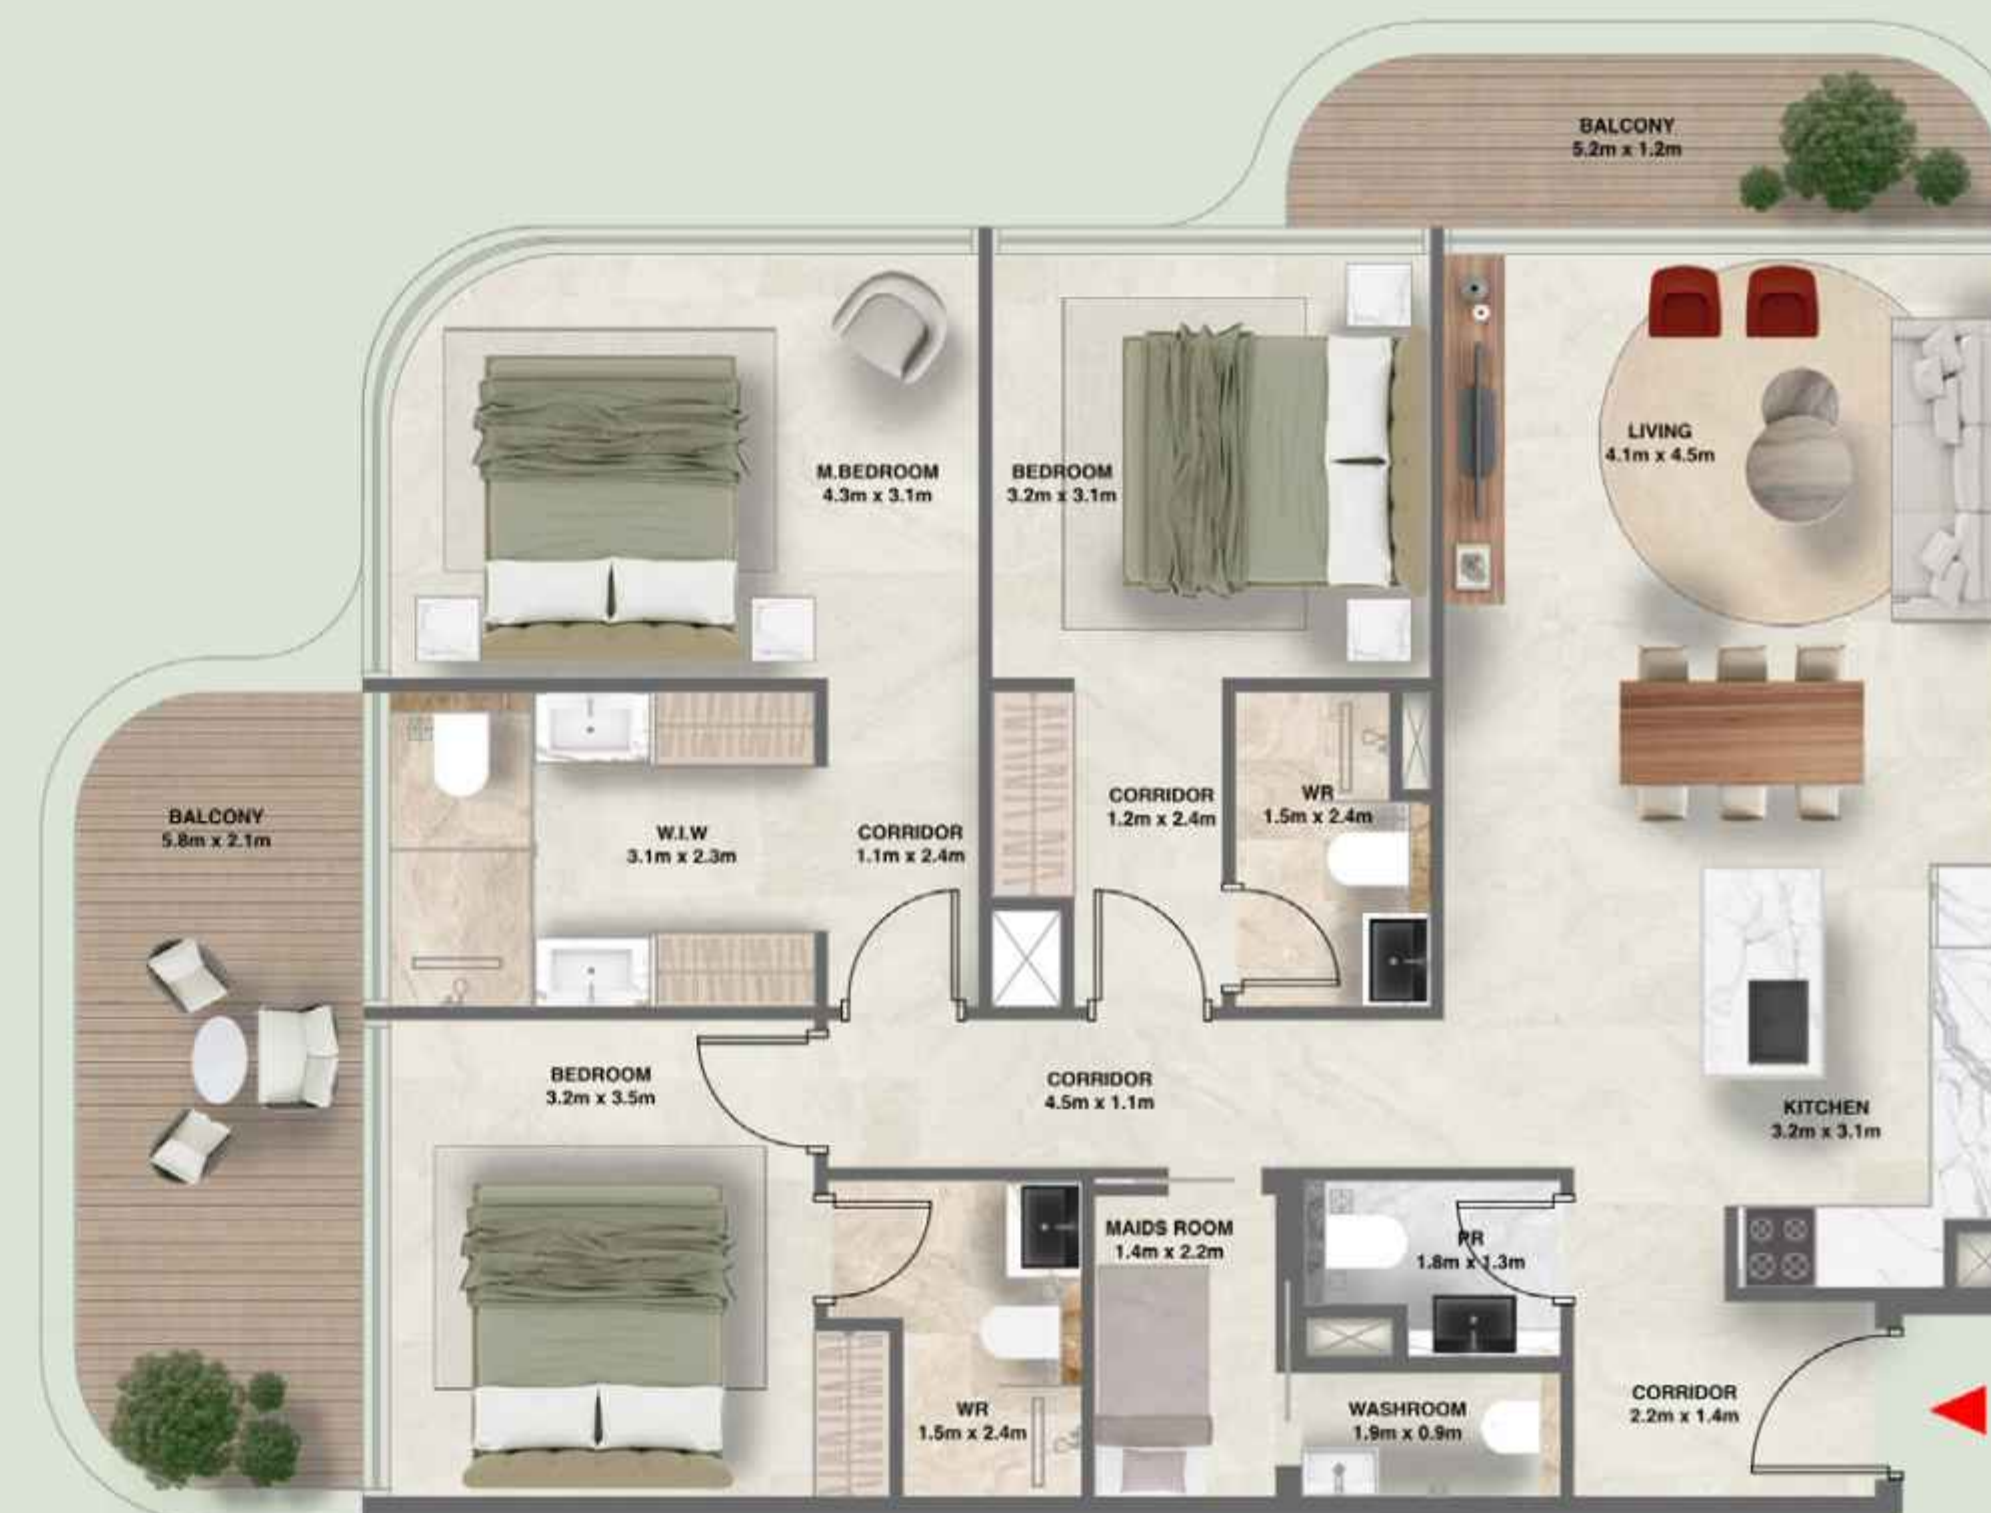 BALCONY
5.2m x 1.2m
LIVING
4.1m x 4.5m
M.BEDROOM
4.3m x 3.1m
BEDROOM
3.2m x 3.1m
CORRIDOR
1.2m x 2.4m
WR
1.5m x 2.4m
BALCONY
5.8m x 2.1m
W.I.W
3.1m x 2.3m
CORRIDOR
1.1m x 2.4m
BEDROOM
3.2m x 3.5m
CORRIDOR
4.5m x 1.1m
KITCHEN
3.2m x 3.1m
MAIDS ROOM
1.4m x 2.2m
PR
1.8m x 1.3m
WR
1.5m x 2.4m
WASHROOM
1.9m x 0.9m
CORRIDOR
2.2m x 1.4m